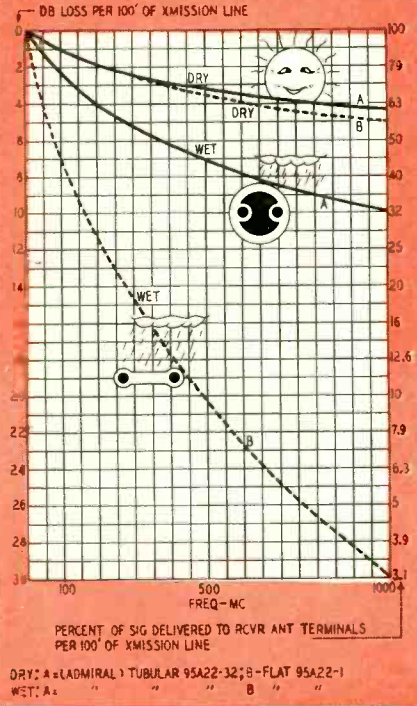 DB LOSS PER 100' OF XMISSION LINE
0
2
4
6
8
10
12
14
16
22
24
26
28
30
100
79
63
50
40
32
25
20
16
12.6
10
7.9
6.3
5
3.9
3.1
DRY
A
DRY
B
WET
A
WET
B
100
500
1000
FREQ-MC
PERCENT OF SIG DELIVERED TO RCVR ANT TERMINALS
PER 100' OF XMISSION LINE
DRY: A=(ADMIRAL) TUBULAR 95A22-32; B-FLAT 95A22-1
WET: A= " " " B " "